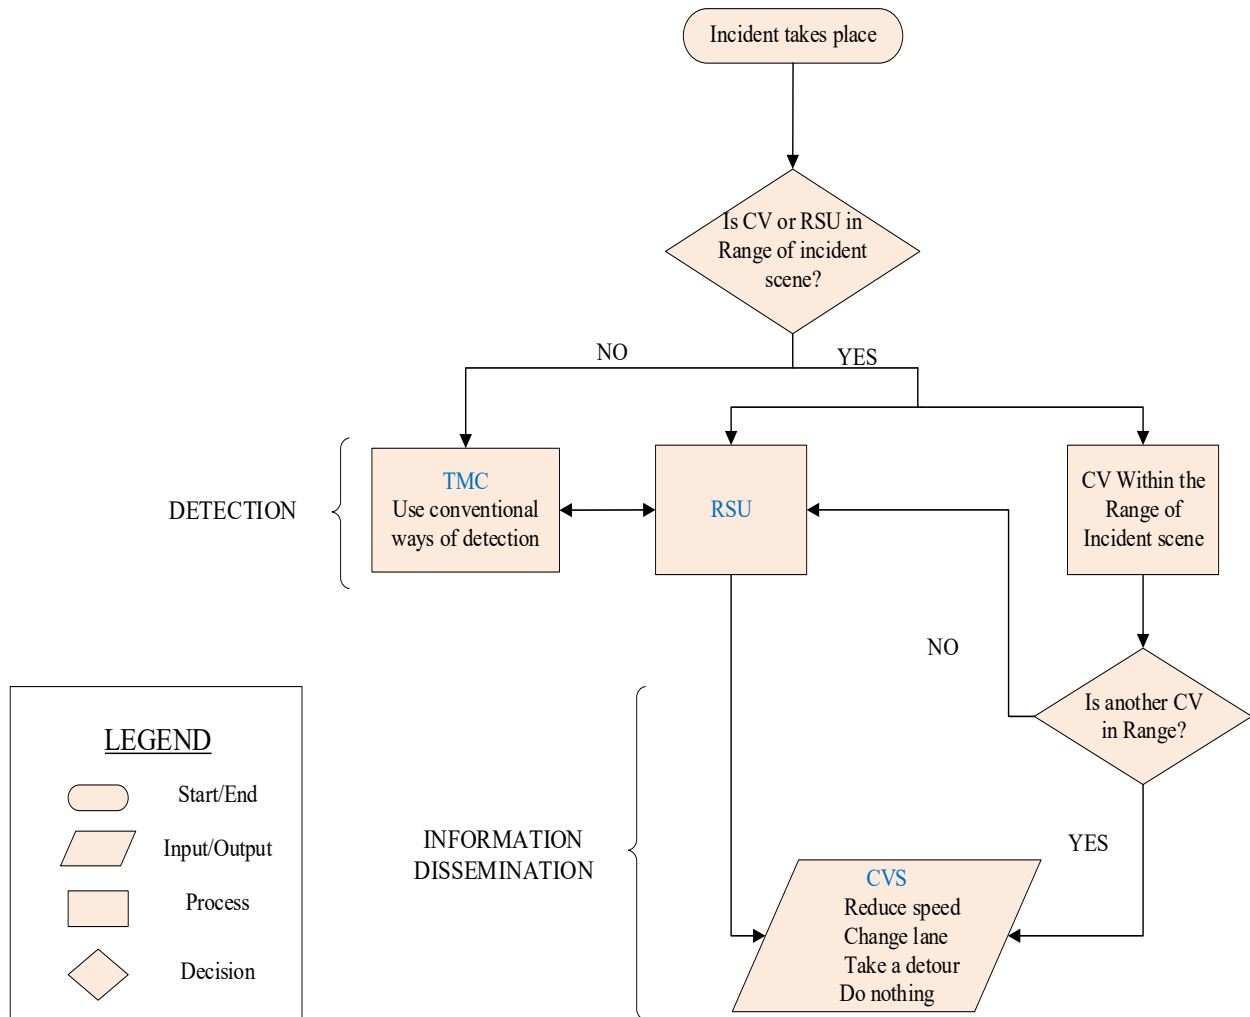 Incident takes place
Is CV or RSU in
Range of incident
scene?
NO
YES
DETECTION
TMC
Use conventional
ways of detection
RSU
CV Within the
Range of
Incident scene
NO
Is another CV
in Range?
YES
INFORMATION
DISSEMINATION
CVS
Reduce speed
Change lane
Take a detour
Do nothing
LEGEND
Start/End
Input/Output
Process
Decision